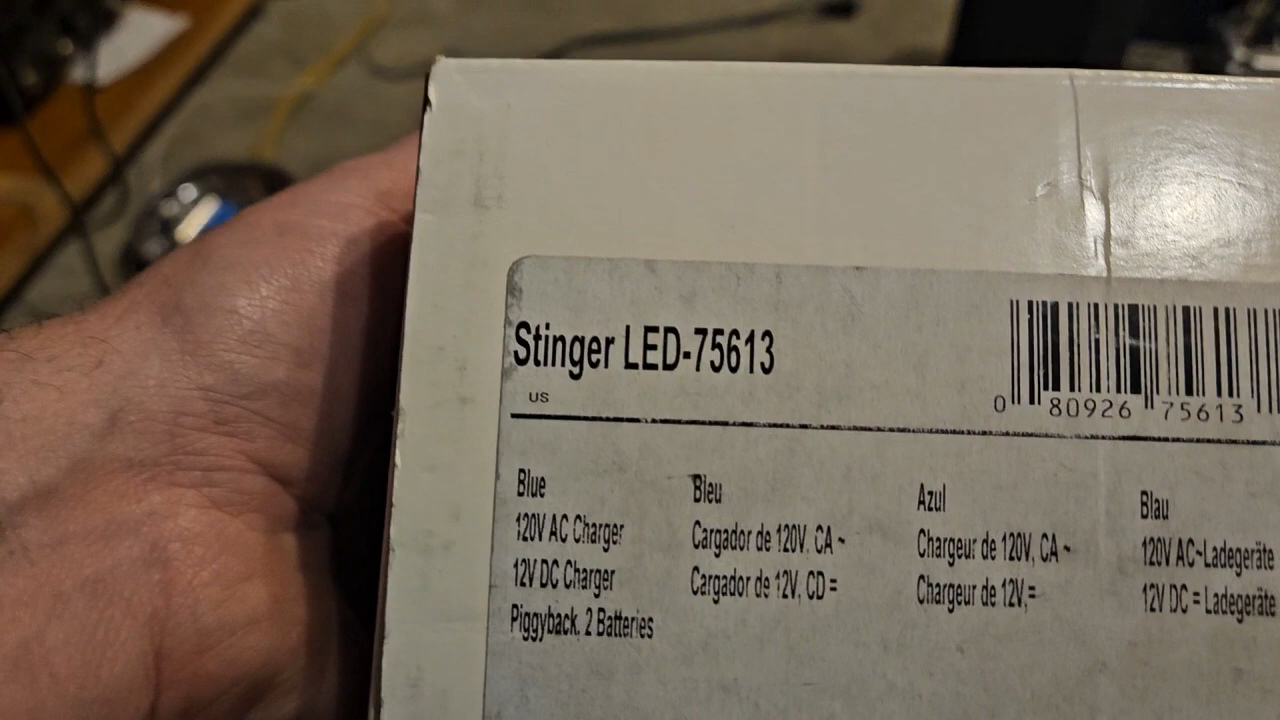 Stinger LED-75613
US
0 80926 75613
Blue
120V AC Charger
12V DC Charger
Piggyback, 2 Batteries
Bleu
Cargador de 120V, CA ~
Cargador de 12V, CD =
Azul
Chargeur de 120V, CA ~
Chargeur de 12V,=
Blau
120V AC~Ladegeräte
12V DC = Ladegeräte